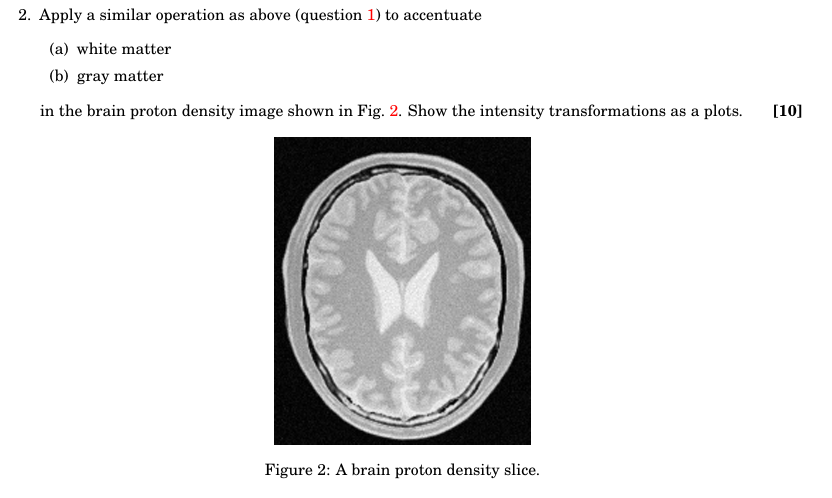 2. Apply a similar operation as above (question 1) to accentuate
(a) white matter
(b) gray matter
in the brain proton density image shown in Fig. 2. Show the intensity transformations as a plots. [10]
Figure 2: A brain proton density slice.